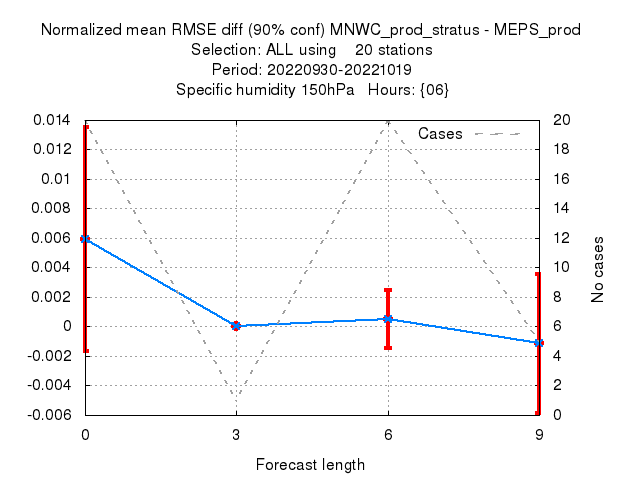 Normalized mean RMSE diff (90% conf) MNWC_prod_stratus - MEPS_prod
Selection: ALL using 20 stations
Period: 20220930-20221019
Specific humidity 150hPa Hours: {06}
0.014
0.012
0.01
0.008
0.006
0.004
0.002
0
-0.002
-0.004
-0.006
Cases
20
18
16
14
12
10
8
6
4
2
0
No cases
0 3 6 9
Forecast length